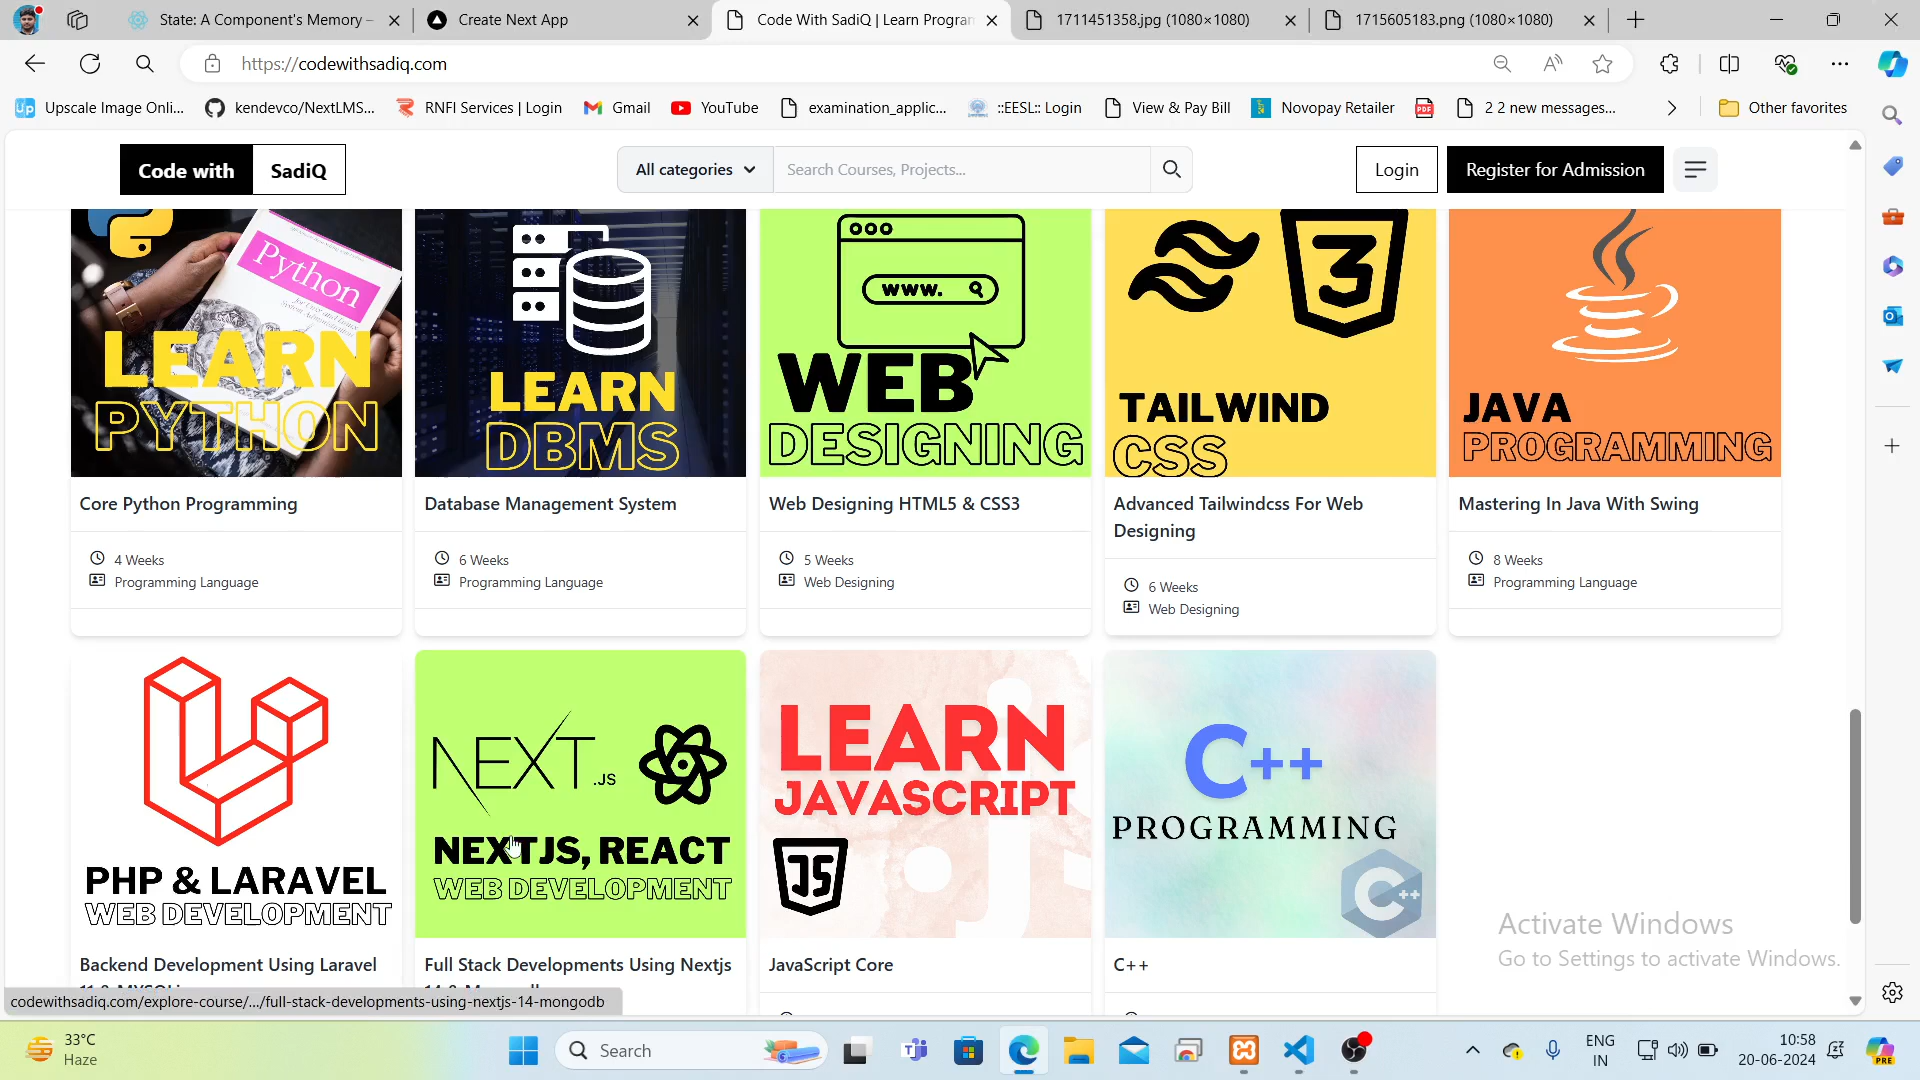 State: A Component's Memory –
Create Next App
Code With SadiQ | Learn Program
1711451358.jpg (1080×1080)
1715605183.png (1080×1080)
https://codewithsadiq.com
Upscale Image Onli...
kendevco/NextLMS...
RNFI Services | Login
Gmail
YouTube
examination_applic...
::EESL:: Login
View & Pay Bill
Novopay Retailer
PDF
2 2 new messages...
Other favorites
Code with SadiQ
All categories
Search Courses, Projects...
Login
Register for Admission
Python
LEARN
PYTHON
LEARN
DBMS
www.
WEB
DESIGNING
3
TAILWIND
CSS
JAVA
PROGRAMMING
Core Python Programming
4 Weeks
Programming Language
Database Management System
6 Weeks
Programming Language
Web Designing HTML5 & CSS3
5 Weeks
Web Designing
Advanced Tailwindcss For Web
Designing
6 Weeks
Web Designing
Mastering In Java With Swing
8 Weeks
Programming Language
PHP & LARAVEL
WEB DEVELOPMENT
NEXT.JS
NEXTJS, REACT
WEB DEVELOPMENT
LEARN
JAVASCRIPT
JS
C++
PROGRAMMING
C++
Backend Development Using Laravel
Full Stack Developments Using Nextjs
JavaScript Core
C++
Activate Windows
Go to Settings to activate Windows.
codewithsadiq.com/explore-course/.../full-stack-developments-using-nextjs-14-mongodb
33°C
Haze
Search
ENG
IN
10:58
20-06-2024
PRE